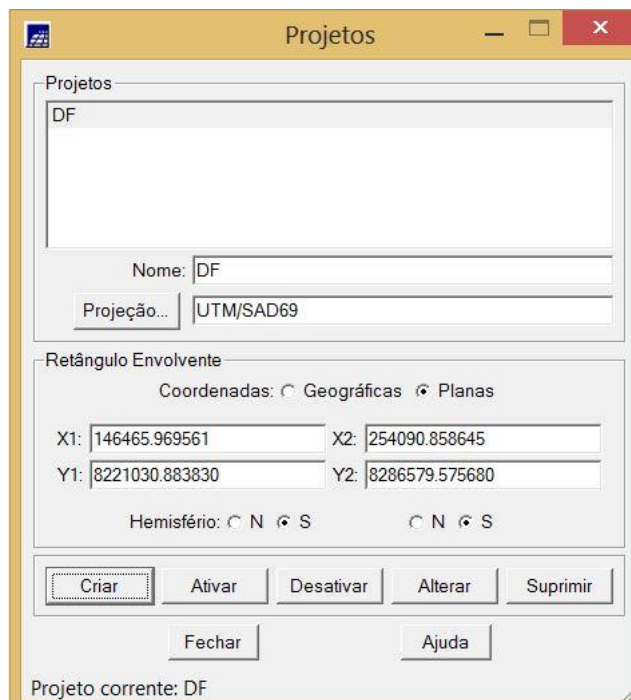 Projetos
Projetos
DF
Nome: DF
Projeção... UTM/SAD69
Retângulo Envolvente
Coordenadas: Geográficas Planas
X1: 146465.969561 X2: 254090.858645
Y1: 8221030.883830 Y2: 8286579.575680
Hemisfério: N S N S
Criar Ativar Desativar Alterar Suprimir
Fechar Ajuda
Projeto corrente: DF